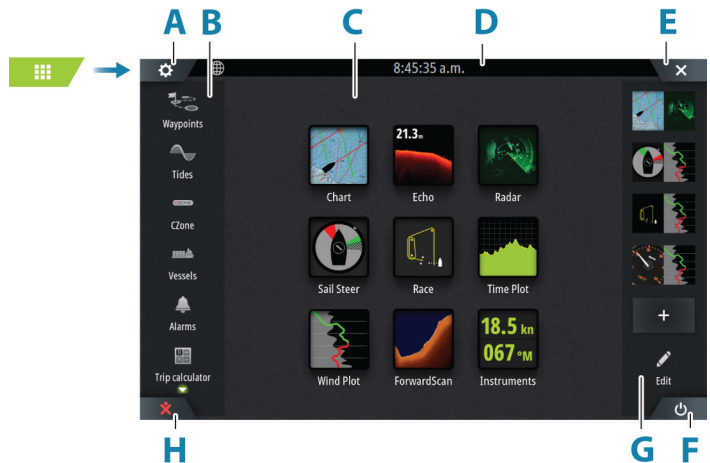 A
B
C
D
E
8:45:35 a.m.
Waypoints
Tides
CZone
Vessels
Alarms
Trip calculator
21.3m
Chart
Echo
Radar
Sail Steer
Race
Time Plot
18.5 kn
067 °M
Wind Plot
ForwardScan
Instruments
+
Edit
H
G
F